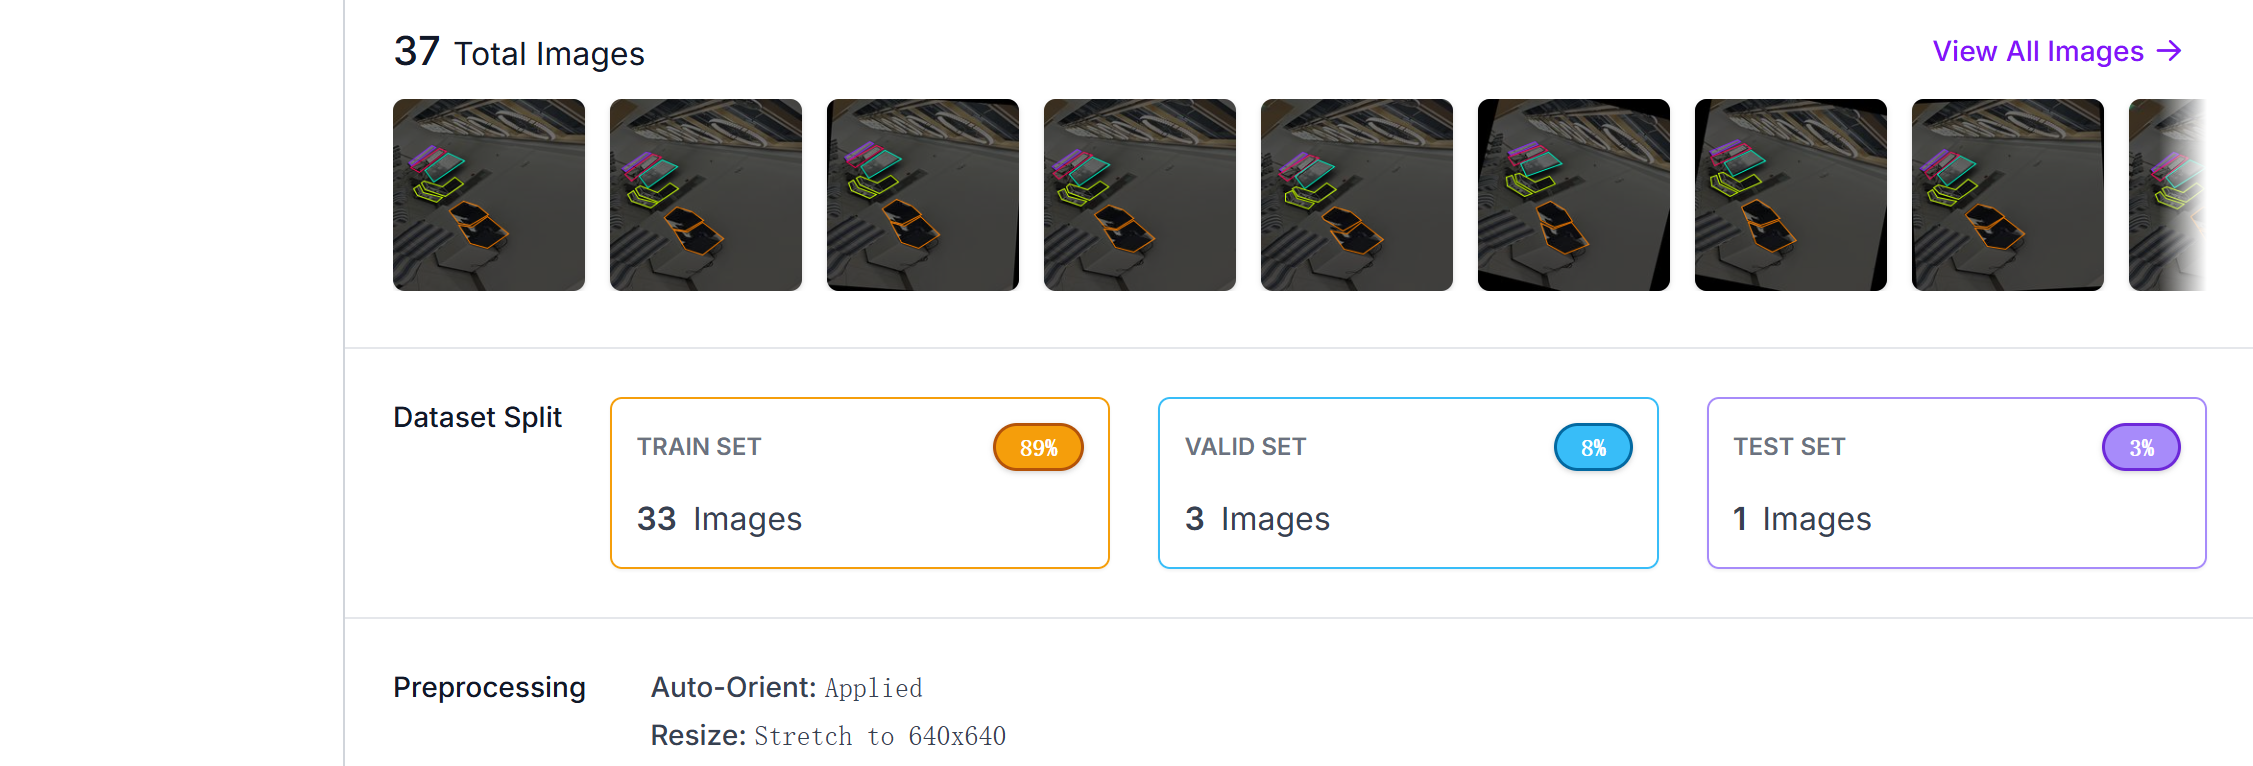 37 Total Images
View All Images →
Dataset Split
TRAIN SET 89%
33 Images
VALID SET 8%
3 Images
TEST SET 3%
1 Images
Preprocessing
Auto-Orient: Applied
Resize: Stretch to 640x640